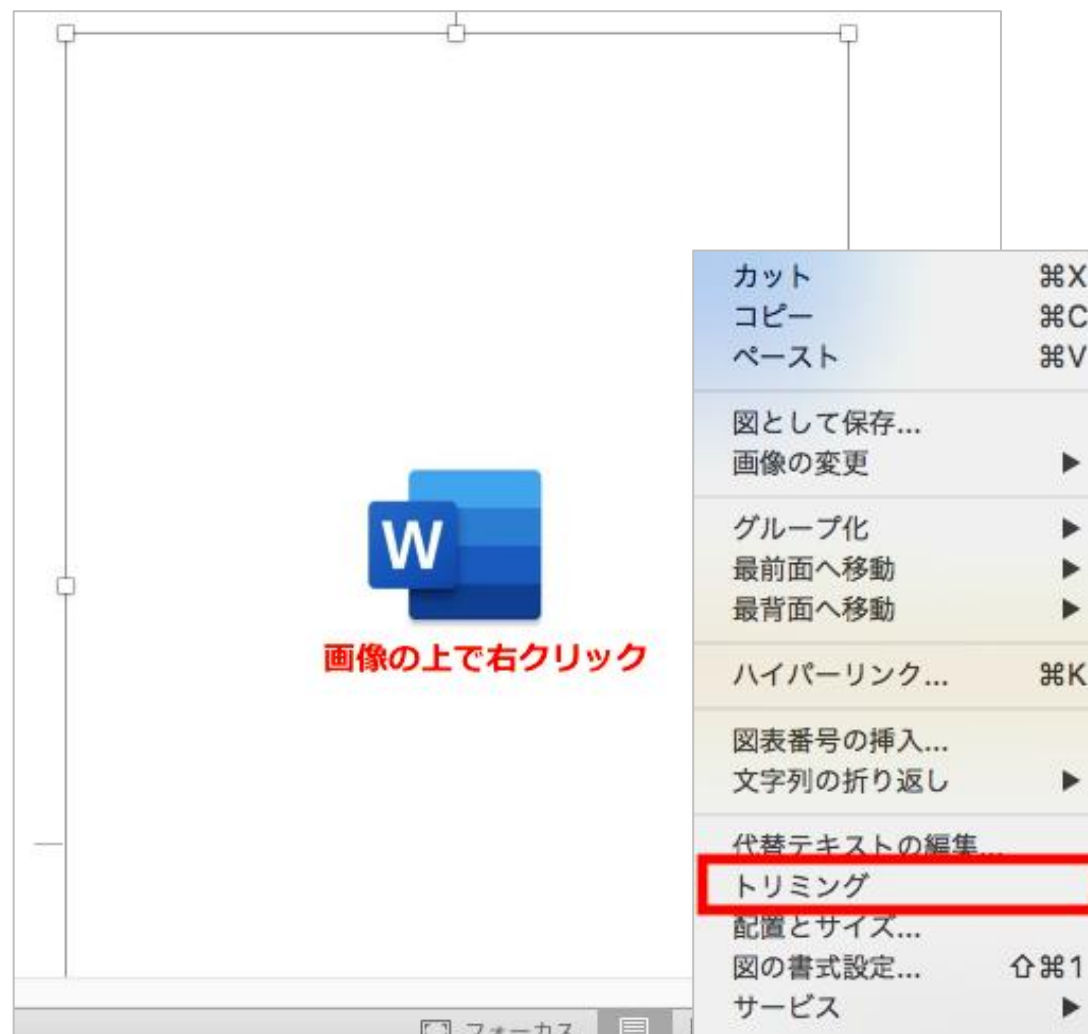 W
画像の上で右クリック
カット ⌘X
コピー ⌘C
ペースト ⌘V
図として保存...
画像の変更 ▶
グループ化 ▶
最前面へ移動 ▶
最背面へ移動 ▶
ハイパーリンク... ⌘K
図表番号の挿入...
文字列の折り返し ▶
代替テキストの編集...
トリミング
配置とサイズ...
図の書式設定... ⇧⌘1
サービス ▶
フォーカス